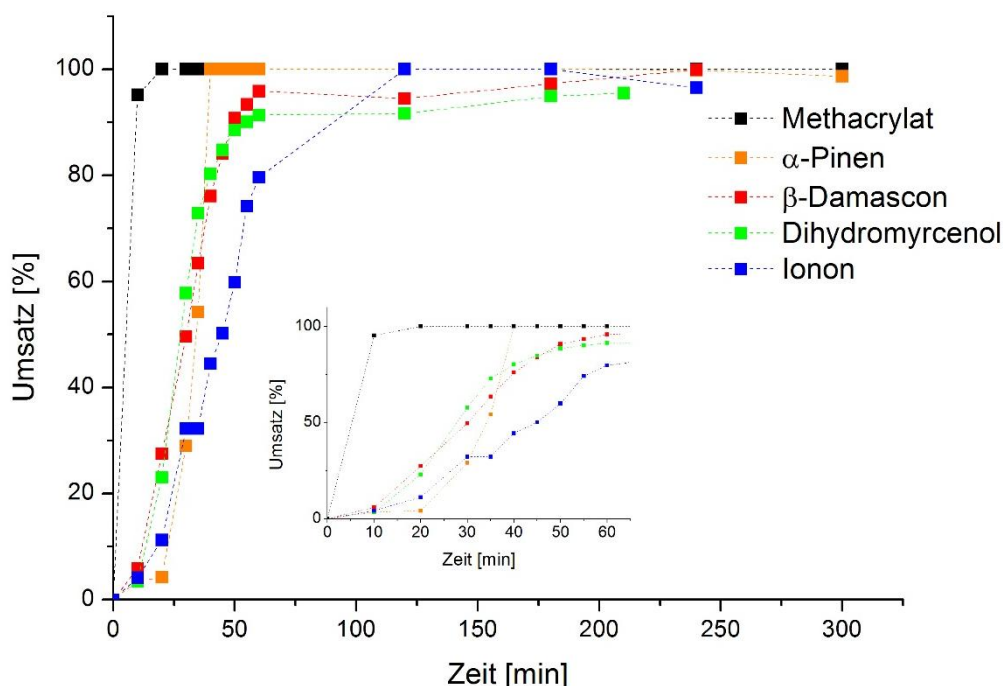 100
80
60
40
20
0
Umsatz [%]
0 50 100 150 200 250 300
Zeit [min]
Methacrylat
α-Pinen
β-Damascon
Dihydromyrcenol
Ionon
100
50
0
Umsatz [%]
0 10 20 30 40 50 60
Zeit [min]